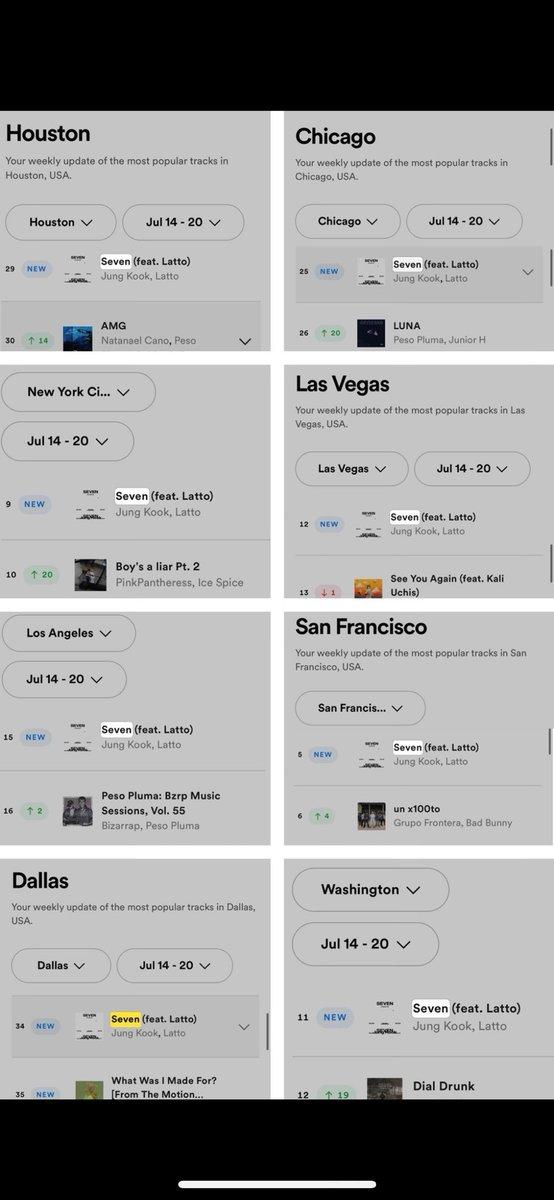 Houston
Your weekly update of the most popular tracks in
Houston, USA.
Houston
Jul 14 - 20
29
NEW
SEVEN
Seven (feat. Latto)
Jung Kook, Latto
30
↑ 14
AMG
Natanael Cano, Peso
Chicago
Your weekly update of the most popular tracks in
Chicago, USA.
Chicago
Jul 14 - 20
25
NEW
SEVEN
Seven (feat. Latto)
Jung Kook, Latto
26
↑ 20
LUNA
Peso Pluma, Junior H
New York Ci...
Jul 14 - 20
9
NEW
SEVEN
Seven (feat. Latto)
Jung Kook, Latto
10
↑ 20
Boy's a liar Pt. 2
PinkPantheress, Ice Spice
Las Vegas
Your weekly update of the most popular tracks in Las
Vegas, USA.
Las Vegas
Jul 14 - 20
12
NEW
SEVEN
Seven (feat. Latto)
Jung Kook, Latto
13
↓ 1
See You Again (feat. Kali
Uchis)
Los Angeles
Jul 14 - 20
15
NEW
SEVEN
Seven (feat. Latto)
Jung Kook, Latto
16
↑ 2
Peso Pluma: Bzrp Music
Sessions, Vol. 55
Bizarrap, Peso Pluma
San Francisco
Your weekly update of the most popular tracks in San
Francisco, USA.
San Francis...
5
NEW
SEVEN
Seven (feat. Latto)
Jung Kook, Latto
6
↑ 4
un x100to
Grupo Frontera, Bad Bunny
Dallas
Your weekly update of the most popular tracks in Dallas,
USA.
Dallas
Jul 14 - 20
34
NEW
SEVEN
Seven (feat. Latto)
Jung Kook, Latto
35
NEW
What Was I Made For?
[From The Motion...
Washington
Jul 14 - 20
11
NEW
SEVEN
Seven (feat. Latto)
Jung Kook, Latto
12
↑ 19
Dial Drunk